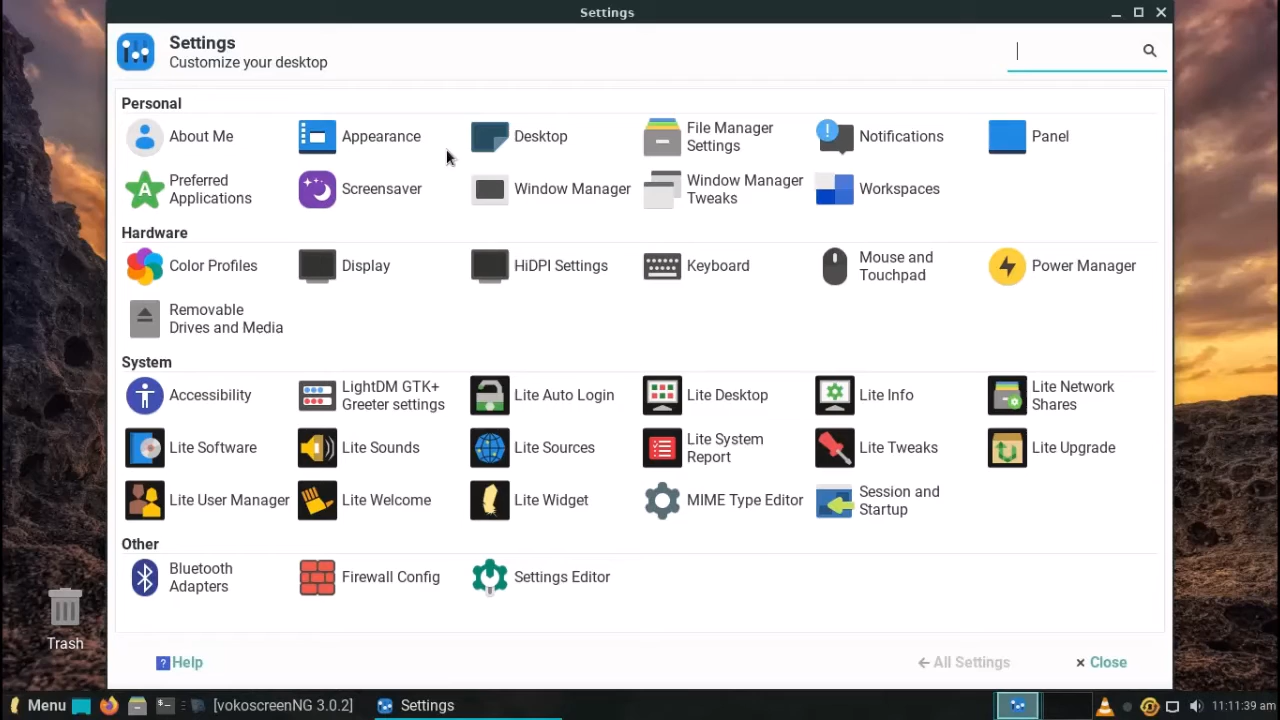 Settings
Settings
Customize your desktop
Personal
About Me
Appearance
Desktop
File Manager
Settings
Notifications
Panel
Preferred
Applications
Screensaver
Window Manager
Window Manager
Tweaks
Workspaces
Hardware
Color Profiles
Display
HiDPI Settings
Keyboard
Mouse and
Touchpad
Power Manager
Removable
Drives and Media
System
Accessibility
LightDM GTK+
Greeter settings
Lite Auto Login
Lite Desktop
Lite Info
Lite Network
Shares
Lite Software
Lite Sounds
Lite Sources
Lite System
Report
Lite Tweaks
Lite Upgrade
Lite User Manager
Lite Welcome
Lite Widget
MIME Type Editor
Session and
Startup
Other
Bluetooth
Adapters
Firewall Config
Settings Editor
Trash
? Help
All Settings
Close
Menu
[vokoscreenNG 3.0.2]
Settings
11:11:39 am